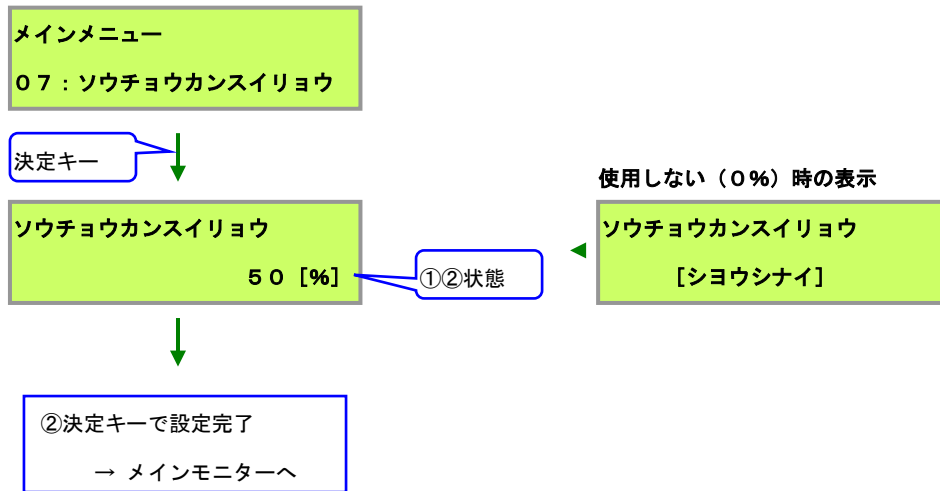 メインメニュー
０７：ソウチョウカンスイリョウ
決定キー
使用しない（０％）時の表示
ソウチョウカンスイリョウ
５０［％］
①②状態
ソウチョウカンスイリョウ
［シヨウシナイ］
②決定キーで設定完了
→ メインモニターへ